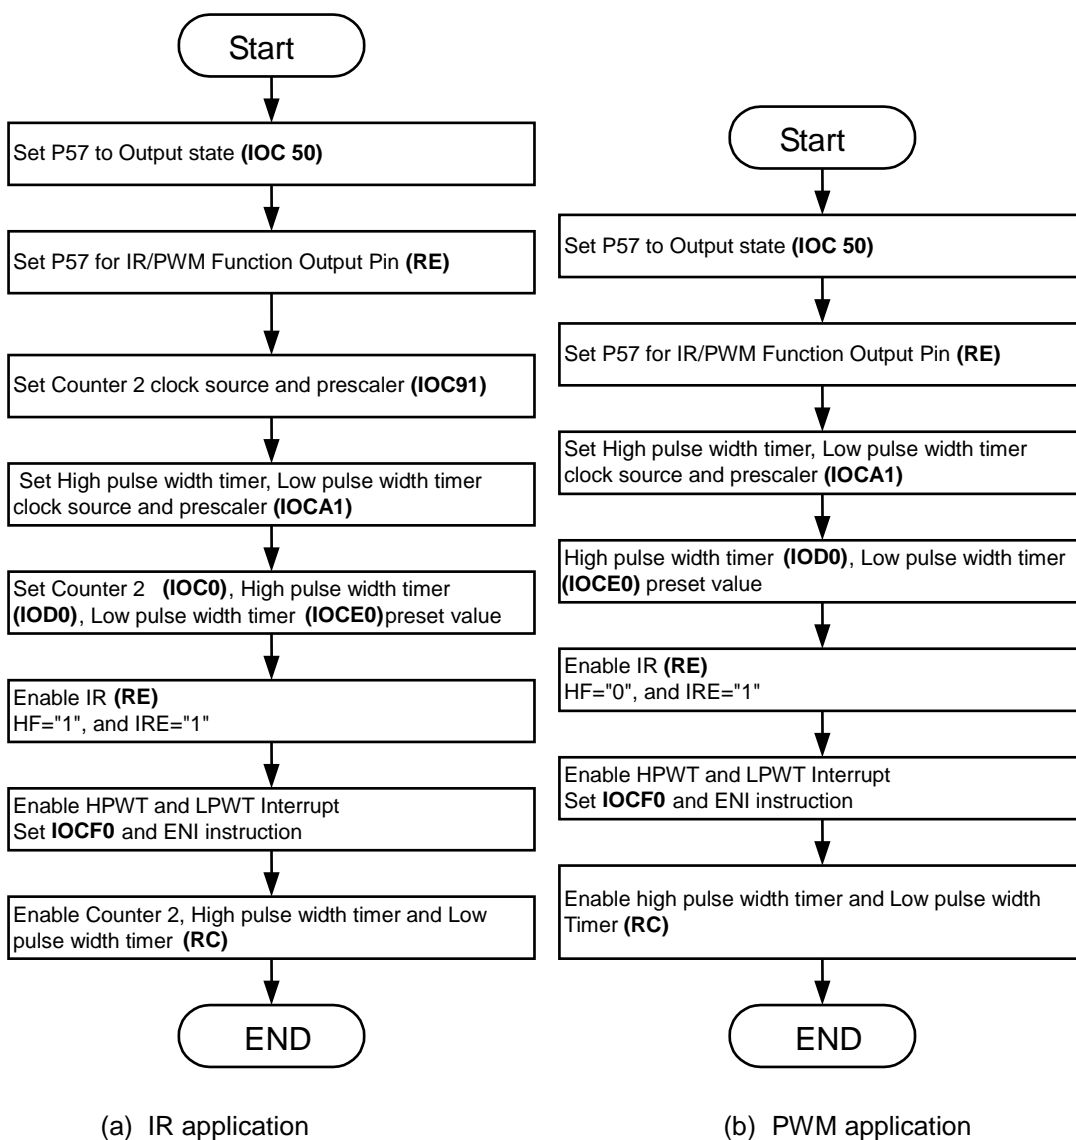 Start
Set P57 to Output state (IOC 50)
Set P57 for IR/PWM Function Output Pin (RE)
Set Counter 2 clock source and prescaler (IOC91)
Set High pulse width timer, Low pulse width timer
clock source and prescaler (IOCA1)
Set Counter 2 (IOC0), High pulse width timer
(IOD0), Low pulse width timer (IOCE0)preset value
Enable IR (RE)
HF="1", and IRE="1"
Enable HPWT and LPWT Interrupt
Set IOCF0 and ENI instruction
Enable Counter 2, High pulse width timer and Low
pulse width timer (RC)
END
(a) IR application
Start
Set P57 to Output state (IOC 50)
Set P57 for IR/PWM Function Output Pin (RE)
Set High pulse width timer, Low pulse width timer
clock source and prescaler (IOCA1)
High pulse width timer (IOD0), Low pulse width timer
(IOCE0) preset value
Enable IR (RE)
HF="0", and IRE="1"
Enable HPWT and LPWT Interrupt
Set IOCF0 and ENI instruction
Enable high pulse width timer and Low pulse width
Timer (RC)
END
(b) PWM application